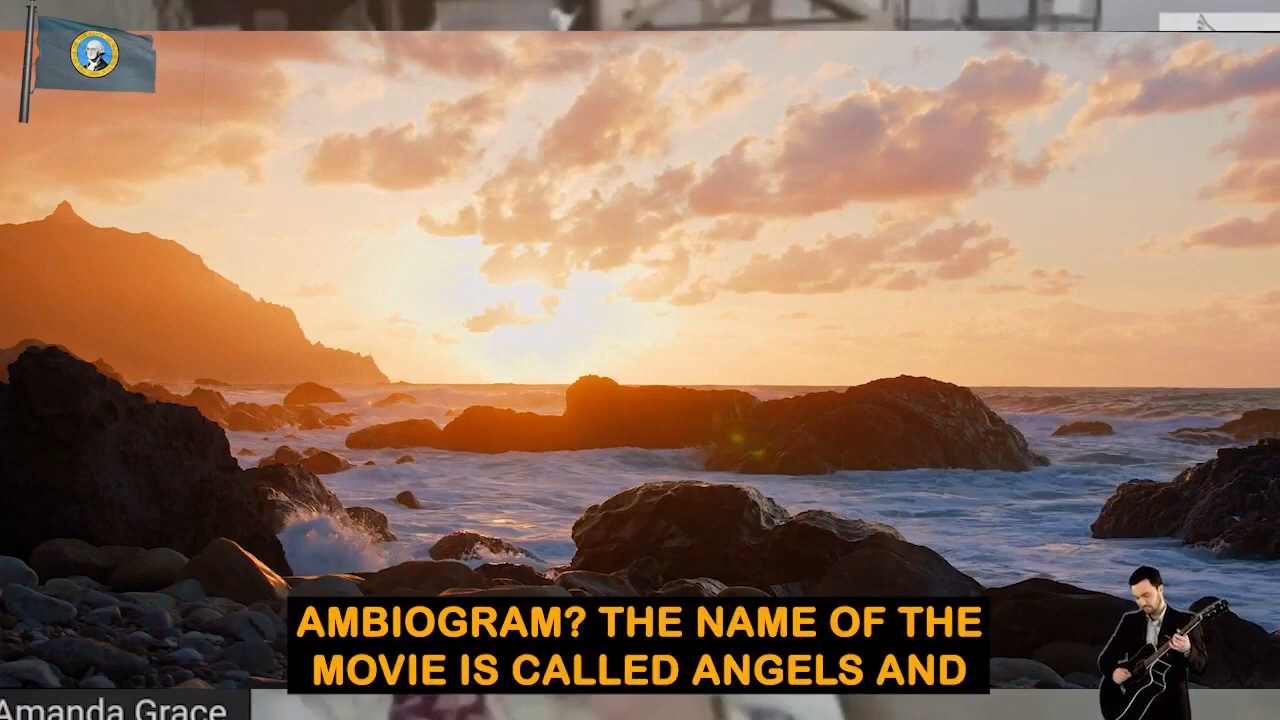 AMBIOGRAM? THE NAME OF THE
MOVIE IS CALLED ANGELS AND
Amanda Grace